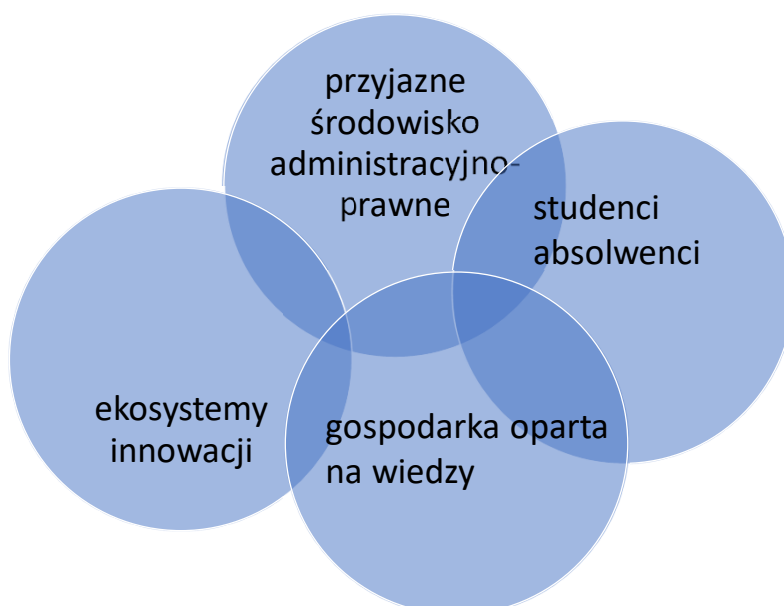 przyjazne
środowisko
administracyjno-
prawne
studenci
absolwenci
ekosystemy
innowacji
gospodarka oparta
na wiedzy